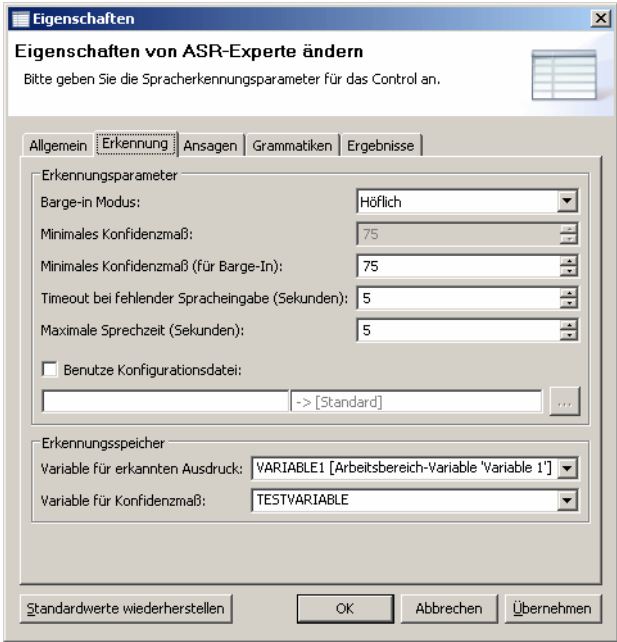 Eigenschaften
Eigenschaften von ASR-Experte ändern
Bitte geben Sie die Spracherkennungsparameter für das Control an.
Allgemein Erkennung Ansagen Grammatiken Ergebnisse
Erkennungsparameter
Barge-in Modus: Höflich
Minimales Konfidenzmaß: 75
Minimales Konfidenzmaß (für Barge-In): 75
Timeout bei fehlender Spracheingabe (Sekunden): 5
Maximale Sprechzeit (Sekunden): 5
Benutze Konfigurationsdatei:
-> [Standard] ...
Erkennungsspeicher
Variable für erkannten Ausdruck: VARIABLE1 [Arbeitsbereich-Variable 'Variable 1']
Variable für Konfidenzmaß: TESTVARIABLE
Standardwerte wiederherstellen OK Abbrechen Übernehmen